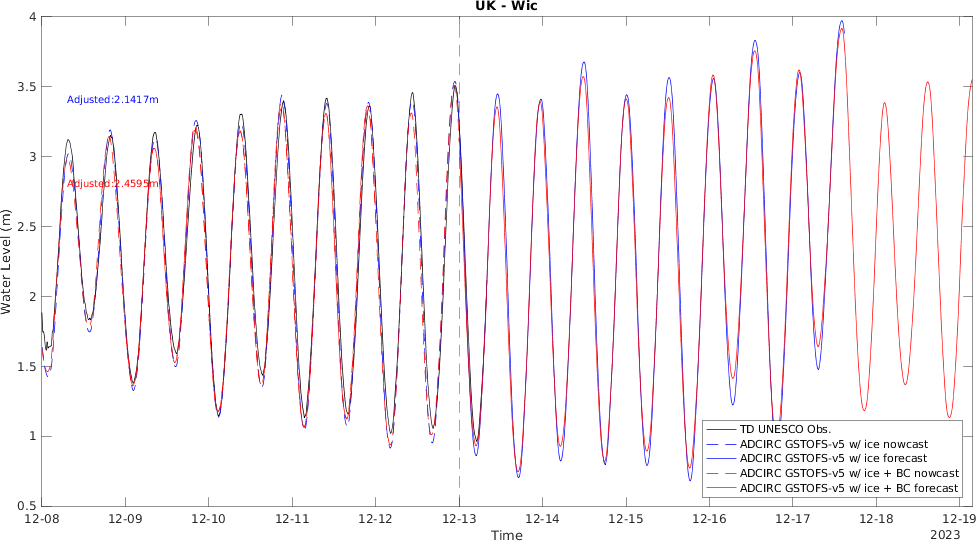 UK - Wic
4
3.5
3
2.5
2
1.5
1
0.5
Water Level (m)
Adjusted:2.1417m
Adjusted:2.4595m
TD UNESCO Obs.
ADCIRC GSTOFS-v5 w/ ice nowcast
ADCIRC GSTOFS-v5 w/ ice forecast
ADCIRC GSTOFS-v5 w/ ice + BC nowcast
ADCIRC GSTOFS-v5 w/ ice + BC forecast
12-08 12-09 12-10 12-11 12-12 12-13 12-14 12-15 12-16 12-17 12-18 12-19
Time
2023